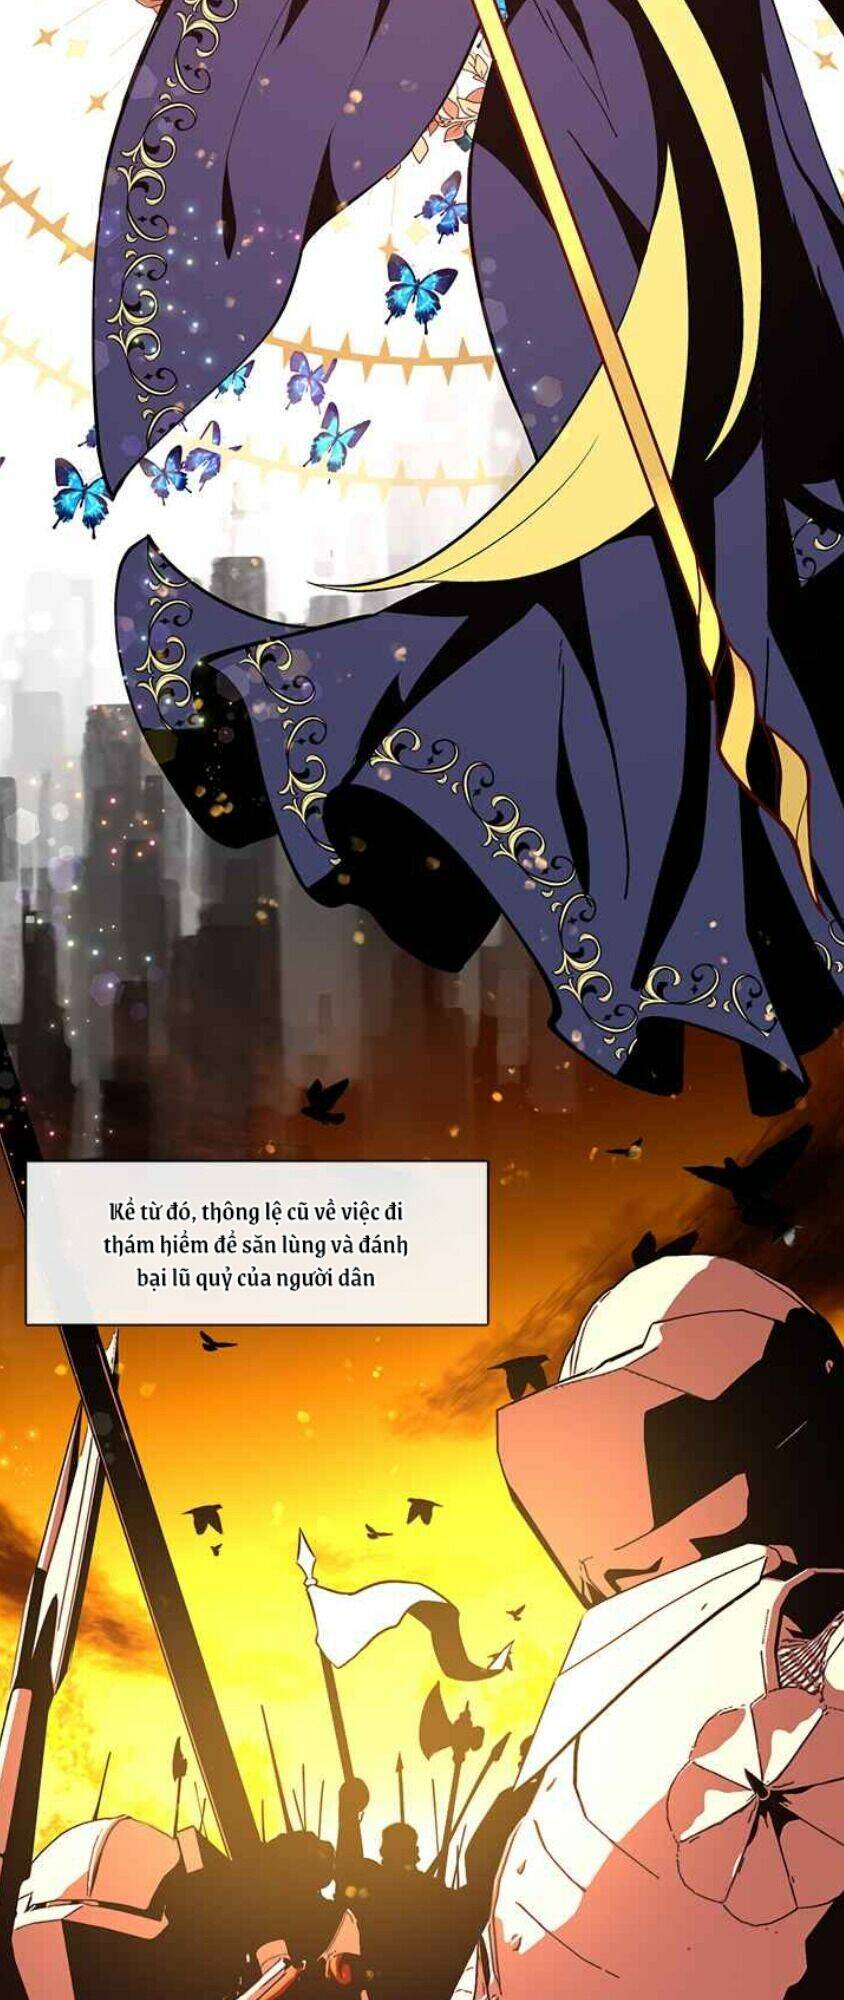 Kể từ đó, thông lệ cũ về việc đi
thám hiểm để săn lùng và đánh
bại lũ quỷ của người dân